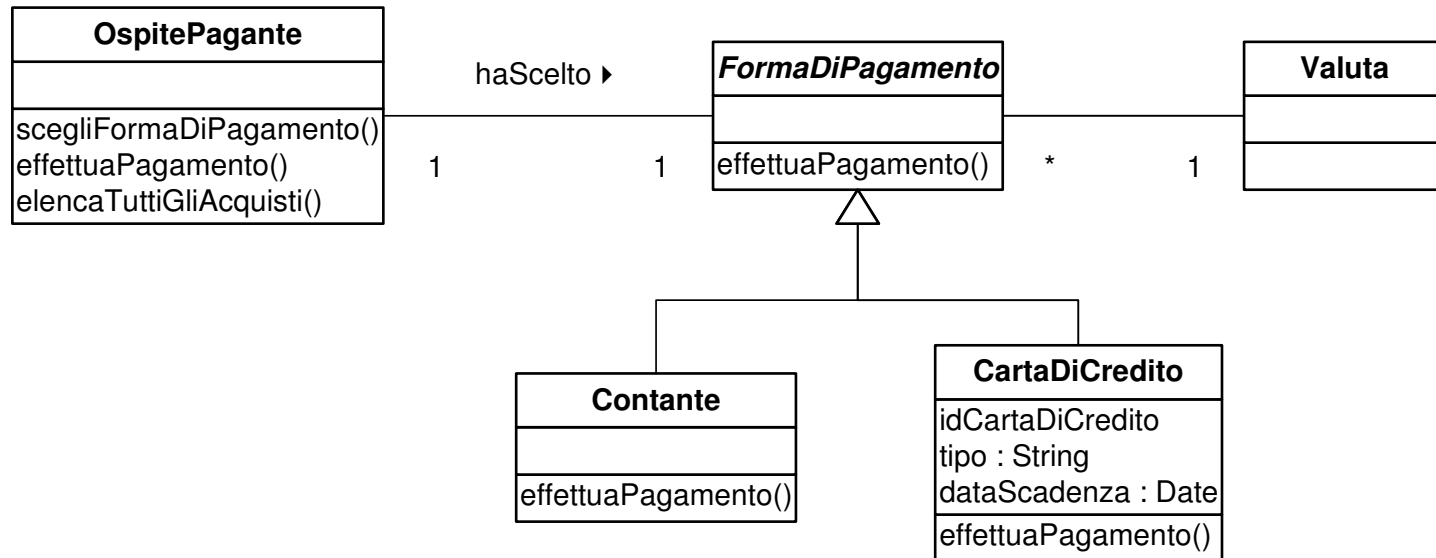 OspitePagante
scegliFormaDiPagamento()
effettuaPagamento()
elencaTuttiGliAcquisti()
haScelto
1
1
FormaDiPagamento
effettuaPagamento()
*
1
Valuta
Contante
effettuaPagamento()
CartaDiCredito
idCartaDiCredito
tipo : String
dataScadenza : Date
effettuaPagamento()